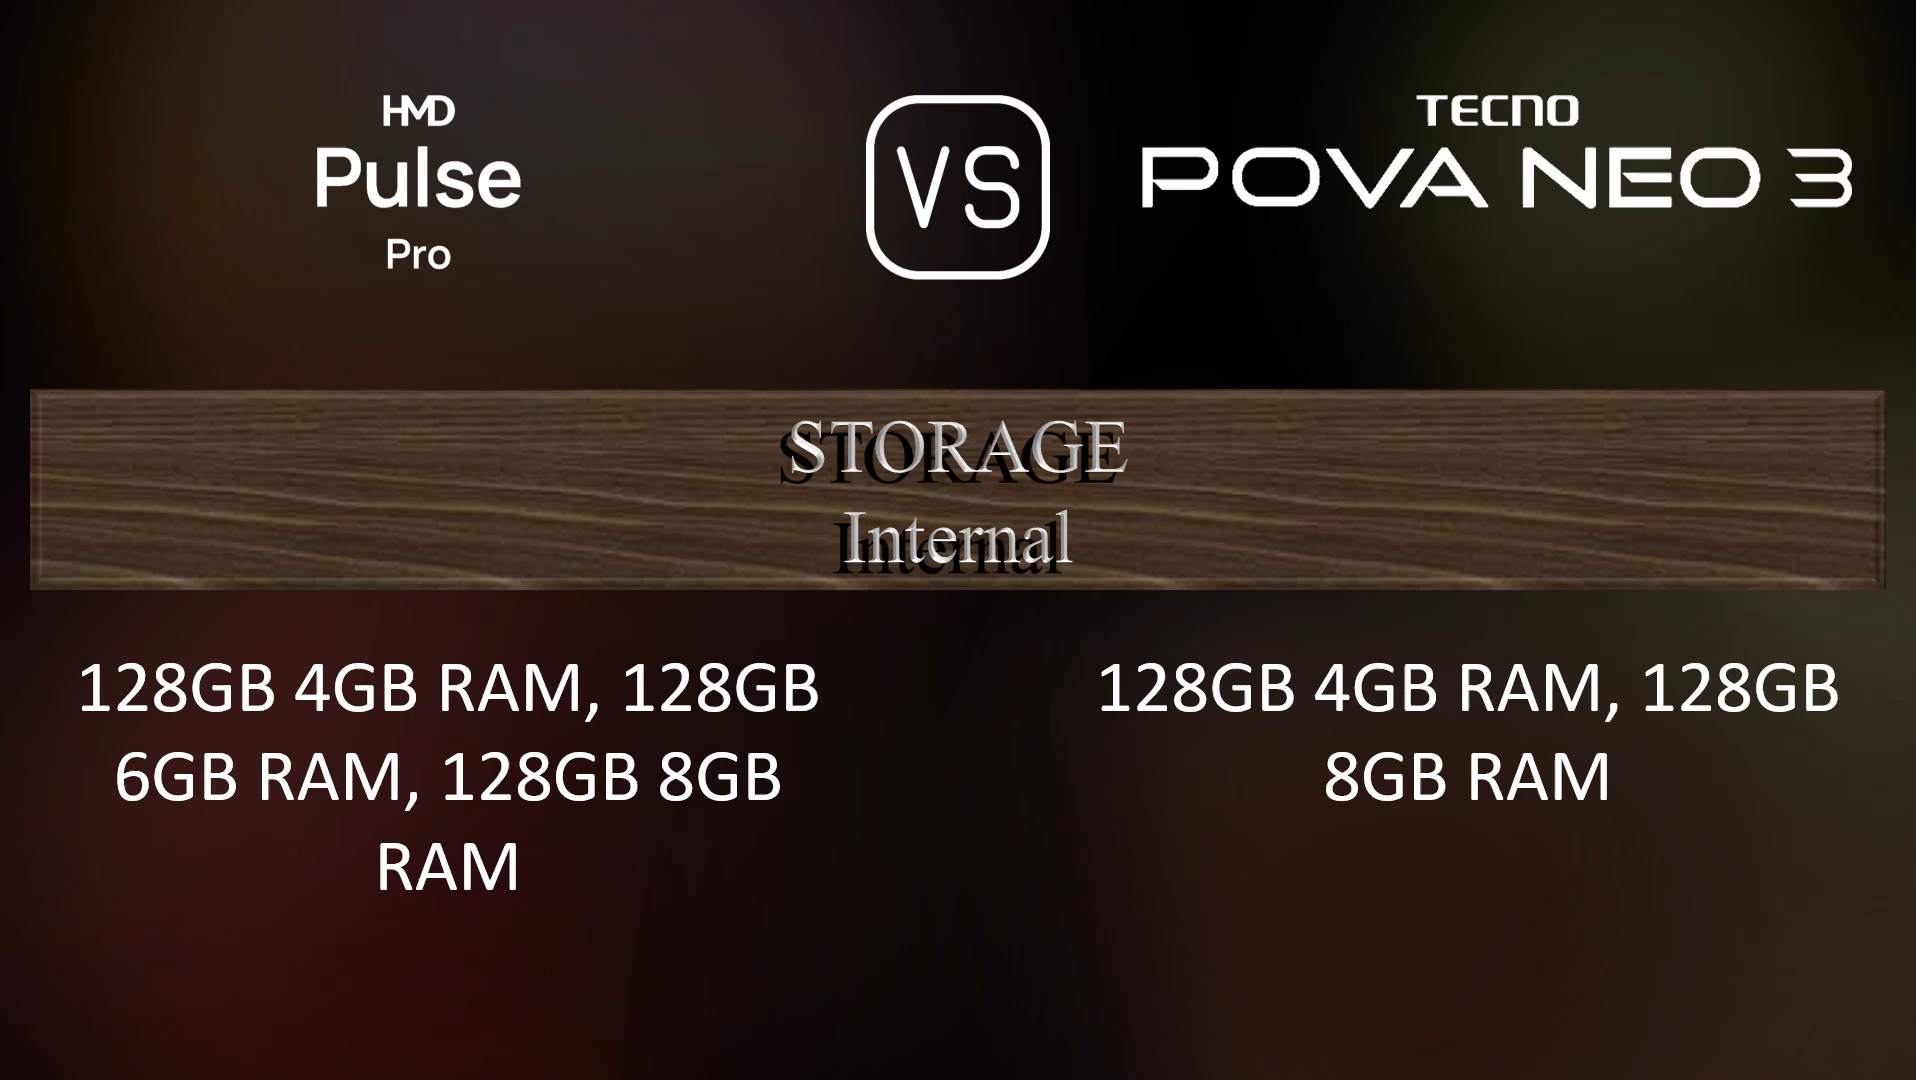 HMD
Pulse
Pro
VS
TECNO
POVA NEO 3
STORAGE
Internal
128GB 4GB RAM, 128GB
6GB RAM, 128GB 8GB
RAM
128GB 4GB RAM, 128GB
8GB RAM